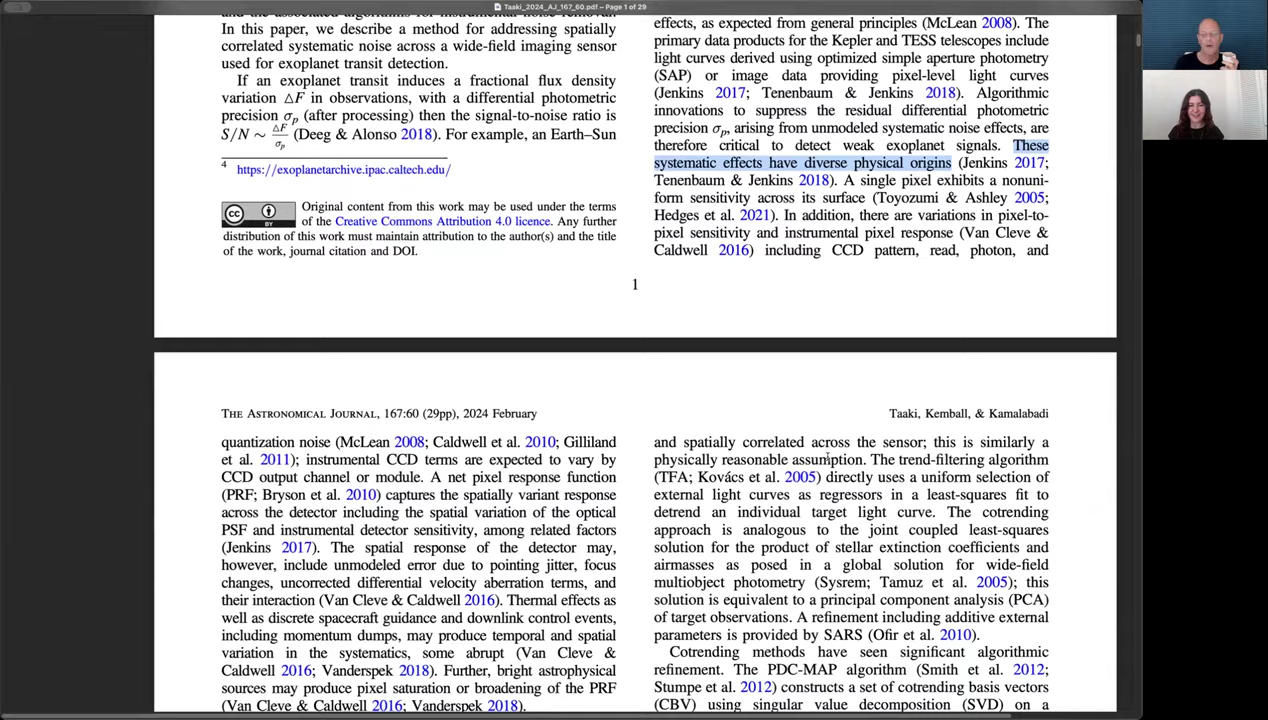 Taaki_2024_AJ_167_60.pdf – Page 1 of 29
and the associated algorithms for instrumental noise removal.
In this paper, we describe a method for addressing spatially
correlated systematic noise across a wide-field imaging sensor
used for exoplanet transit detection.
If an exoplanet transit induces a fractional flux density
variation △F in observations, with a differential photometric
precision σp (after processing) then the signal-to-noise ratio is
S/N ∼ △F/σp (Deeg & Alonso 2018). For example, an Earth–Sun
4 https://exoplanetarchive.ipac.caltech.edu/
CC BY
Original content from this work may be used under the terms
of the Creative Commons Attribution 4.0 licence. Any further
distribution of this work must maintain attribution to the author(s) and the title
of the work, journal citation and DOI.
effects, as expected from general principles (McLean 2008). The
primary data products for the Kepler and TESS telescopes include
light curves derived using optimized simple aperture photometry
(SAP) or image data providing pixel-level light curves
(Jenkins 2017; Tenenbaum & Jenkins 2018). Algorithmic
innovations to suppress the residual differential photometric
precision σp, arising from unmodeled systematic noise effects, are
therefore critical to detect weak exoplanet signals. These
systematic effects have diverse physical origins (Jenkins 2017;
Tenenbaum & Jenkins 2018). A single pixel exhibits a nonuni-
form sensitivity across its surface (Toyozumi & Ashley 2005;
Hedges et al. 2021). In addition, there are variations in pixel-to-
pixel sensitivity and instrumental pixel response (Van Cleve &
Caldwell 2016) including CCD pattern, read, photon, and
1
THE ASTRONOMICAL JOURNAL, 167:60 (29pp), 2024 February
Taaki, Kemball, & Kamalabadi
quantization noise (McLean 2008; Caldwell et al. 2010; Gilliland
et al. 2011); instrumental CCD terms are expected to vary by
CCD output channel or module. A net pixel response function
(PRF; Bryson et al. 2010) captures the spatially variant response
across the detector including the spatial variation of the optical
PSF and instrumental detector sensitivity, among related factors
(Jenkins 2017). The spatial response of the detector may,
however, include unmodeled error due to pointing jitter, focus
changes, uncorrected differential velocity aberration terms, and
their interaction (Van Cleve & Caldwell 2016). Thermal effects as
well as discrete spacecraft guidance and downlink control events,
including momentum dumps, may produce temporal and spatial
variation in the systematics, some abrupt (Van Cleve &
Caldwell 2016; Vanderspek 2018). Further, bright astrophysical
sources may produce pixel saturation or broadening of the PRF
(Van Cleve & Caldwell 2016; Vanderspek 2018).
and spatially correlated across the sensor; this is similarly a
physically reasonable assumption. The trend-filtering algorithm
(TFA; Kovács et al. 2005) directly uses a uniform selection of
external light curves as regressors in a least-squares fit to
detrend an individual target light curve. The cotrending
approach is analogous to the joint coupled least-squares
solution for the product of stellar extinction coefficients and
airmasses as posed in a global solution for wide-field
multiobject photometry (Sysrem; Tamuz et al. 2005); this
solution is equivalent to a principal component analysis (PCA)
of target observations. A refinement including additive external
parameters is provided by SARS (Ofir et al. 2010).
Cotrending methods have seen significant algorithmic
refinement. The PDC-MAP algorithm (Smith et al. 2012;
Stumpe et al. 2012) constructs a set of cotrending basis vectors
(CBV) using singular value decomposition (SVD) on a